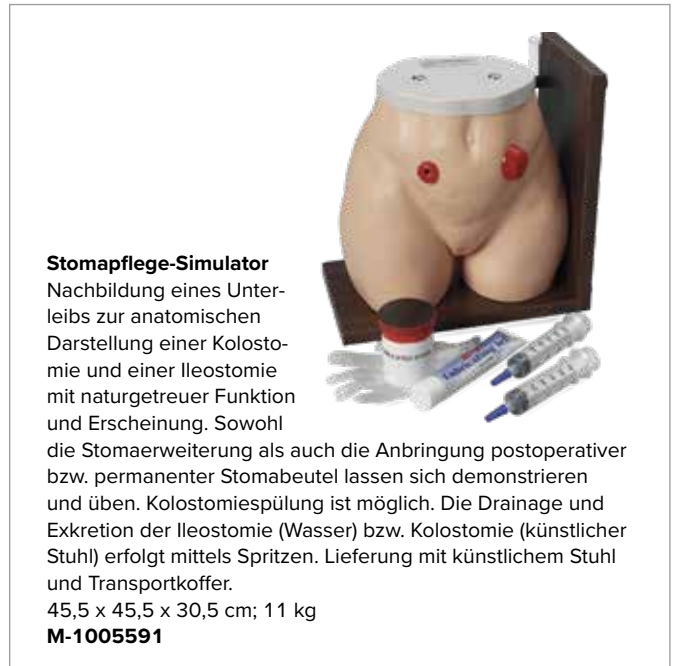 Stomapflege-Simulator
Nachbildung eines Unter-
leibs zur anatomischen
Darstellung einer Kolosto-
mie und einer Ileostomie
mit naturgetreuer Funktion
und Erscheinung. Sowohl
die Stomaerweiterung als auch die Anbringung postoperativer
bzw. permanenter Stomabeutel lassen sich demonstrieren
und üben. Kolostomiespülung ist möglich. Die Drainage und
Exkretion der Ileostomie (Wasser) bzw. Kolostomie (künstlicher
Stuhl) erfolgt mittels Spritzen. Lieferung mit künstlichem Stuhl
und Transportkoffer.
45,5 x 45,5 x 30,5 cm; 11 kg
M-1005591